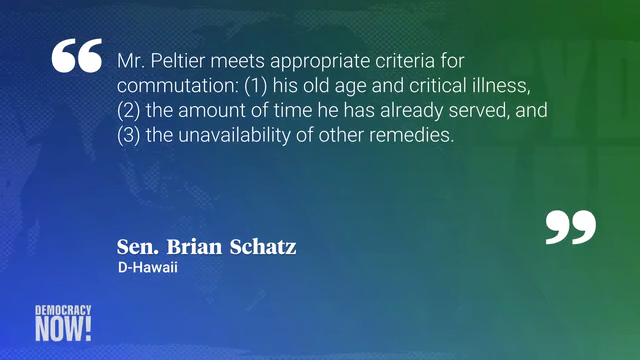 “
Mr. Peltier meets appropriate criteria for
commutation: (1) his old age and critical illness,
(2) the amount of time he has already served, and
(3) the unavailability of other remedies.
”
Sen. Brian Schatz
D-Hawaii
DEMOCRACY
NOW!